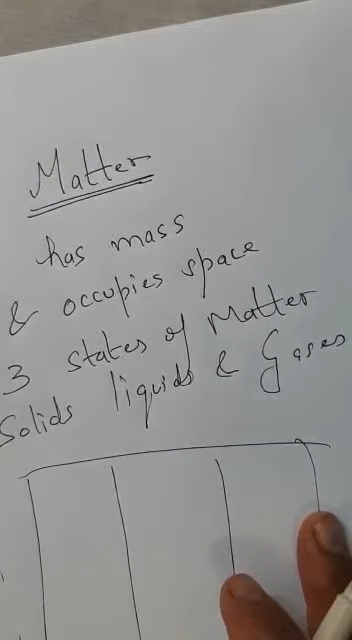 Matter
has mass
& occupies space
3 states of Matter
Solids liquids & Gases